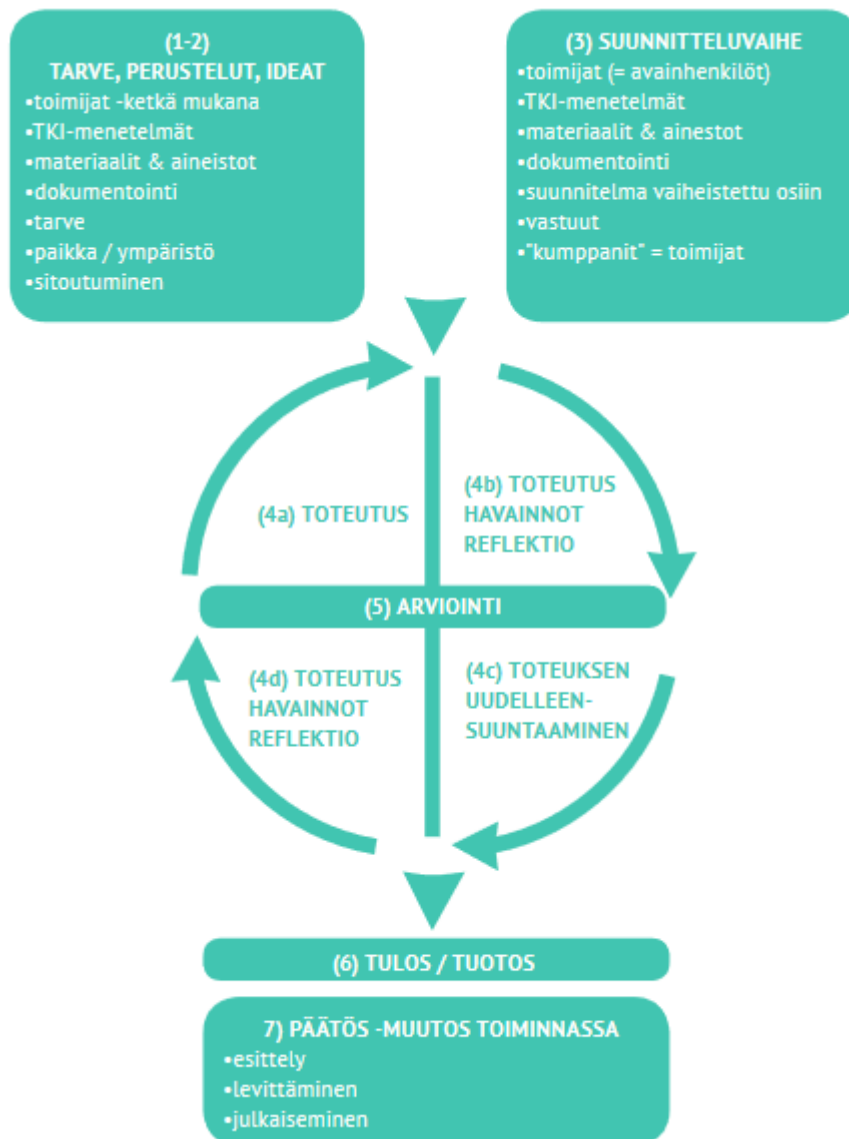 (1-2)
TARVE, PERUSTELUT, IDEAT
•toimijat -ketkä mukana
•TKI-menetelmät
•materiaalit & aineistot
•dokumentointi
•tarve
•paikka / ympäristö
•sitoutuminen
(3) SUUNNITTELUVAIHE
•toimijat (= avainhenkilöt)
•TKI-menetelmät
•materiaalit & ainestot
•dokumentointi
•suunnitelma vaiheistettu osiin
•vastuut
•"kumppanit" = toimijat
(4a) TOTEUTUS
(4b) TOTEUTUS
HAVAINNOT
REFLEKTIO
(5) ARVIOINTI
(4d) TOTEUTUS
HAVAINNOT
REFLEKTIO
(4c) TOTEUKSEN
UUDELLEEN-
SUUNTAAMINEN
(6) TULOS / TUOTOS
7) PÄÄTÖS -MUUTOS TOIMINNASSA
•esittely
•levittäminen
•julkaiseminen